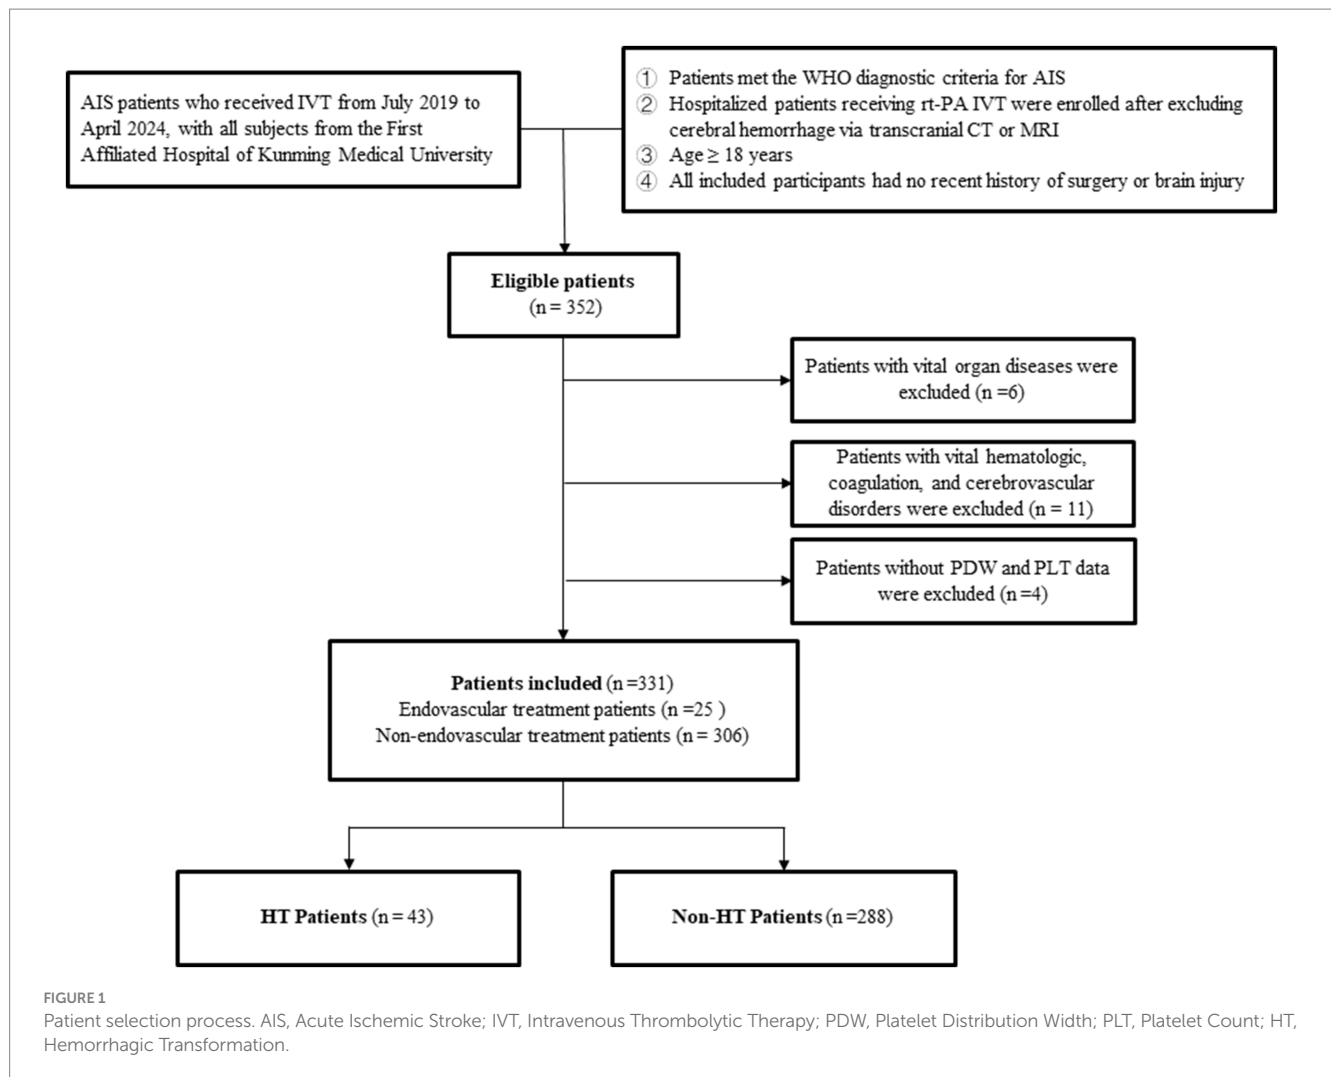 AIS patients who received IVT from July 2019 to
April 2024, with all subjects from the First
Affiliated Hospital of Kunming Medical University
① Patients met the WHO diagnostic criteria for AIS
② Hospitalized patients receiving rt-PA IVT were enrolled after excluding
cerebral hemorrhage via transcranial CT or MRI
③ Age ≥ 18 years
④ All included participants had no recent history of surgery or brain injury
Eligible patients
(n = 352)
Patients with vital organ diseases were
excluded (n =6)
Patients with vital hematologic,
coagulation, and cerebrovascular
disorders were excluded (n = 11)
Patients without PDW and PLT data
were excluded (n =4)
Patients included (n =331)
Endovascular treatment patients (n =25 )
Non-endovascular treatment patients (n = 306)
HT Patients (n = 43)
Non-HT Patients (n =288)
FIGURE 1
Patient selection process. AIS, Acute Ischemic Stroke; IVT, Intravenous Thrombolytic Therapy; PDW, Platelet Distribution Width; PLT, Platelet Count; HT,
Hemorrhagic Transformation.